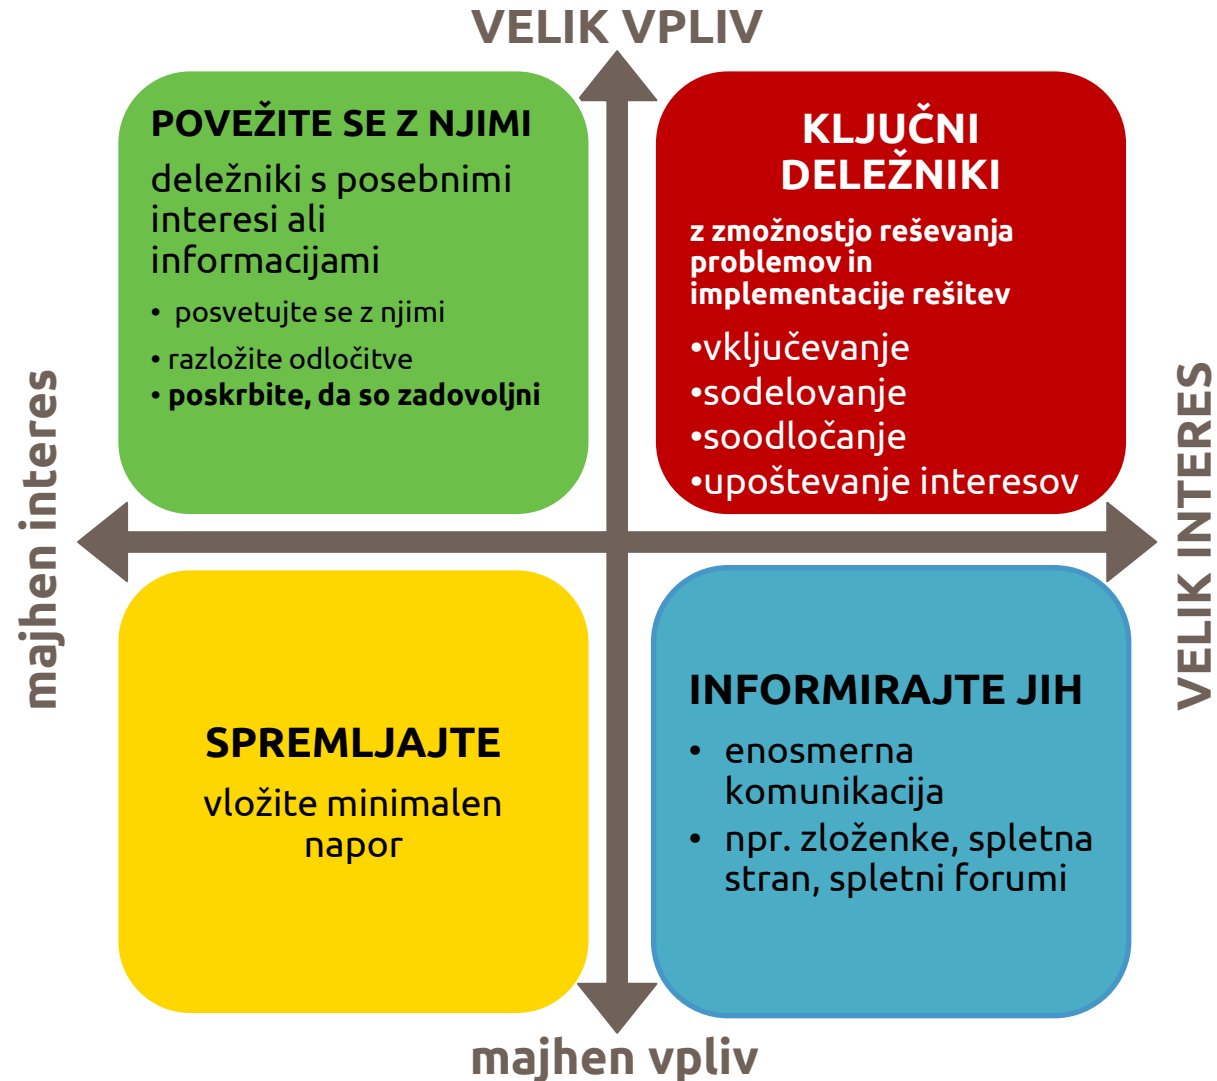 VELIK VPLIV
POVEŽITE SE Z NJIMI
deležniki s posebnimi
interesi ali
informacijami
• posvetujte se z njimi
• razložite odločitve
• poskrbite, da so zadovoljni
KLJUČNI
DELEŽNIKI
z zmožnostjo reševanja
problemov in
implementacije rešitev
•vključevanje
•sodelovanje
•soodločanje
•upoštevanje interesov
majhen interes
VELIK INTERES
SPREMLJAJTE
vložite minimalen
napor
INFORMIRAJTE JIH
• enosmerna
komunikacija
• npr. zloženke, spletna
stran, spletni forumi
majhen vpliv